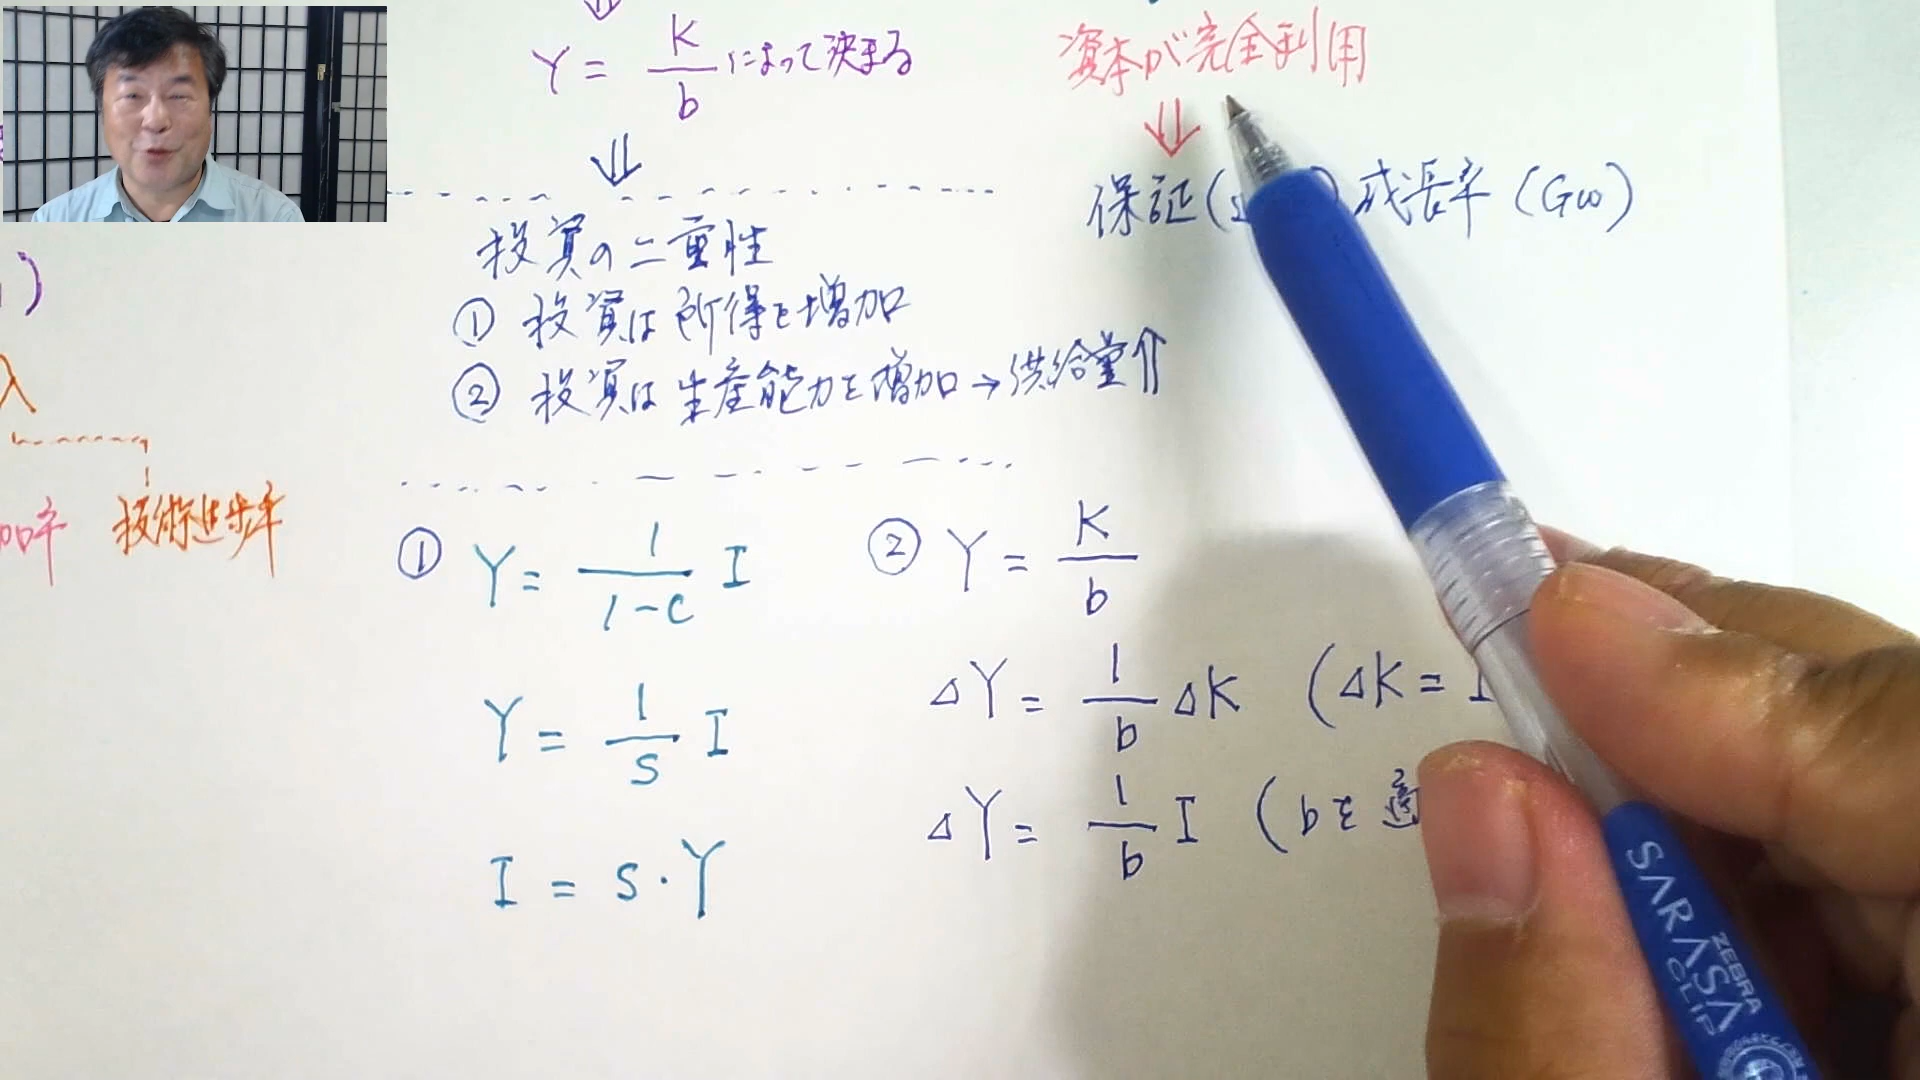 Y = K/b によって決まる
⇓
資本が完全利用
⇓
保証( ) 成長率 (Gw)
投資の二重性
① 投資は所得を増加
② 投資は生産能力を増加→供給量⇑
)
入
加率 技術進歩率
① Y = 1/1-c I
Y = 1/s I
I = s・Y
② Y = K/b
ΔY = 1/b ΔK (ΔK = I
ΔY = 1/b I (bを適
SARASA
CLIP
ZEBRA